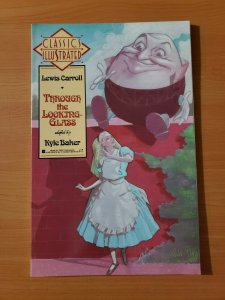 CLASSICS
ILLUSTRATED
Lewis Carroll
THROUGH
the
LOOKING-
GLASS
adapted by
Kyle Baker